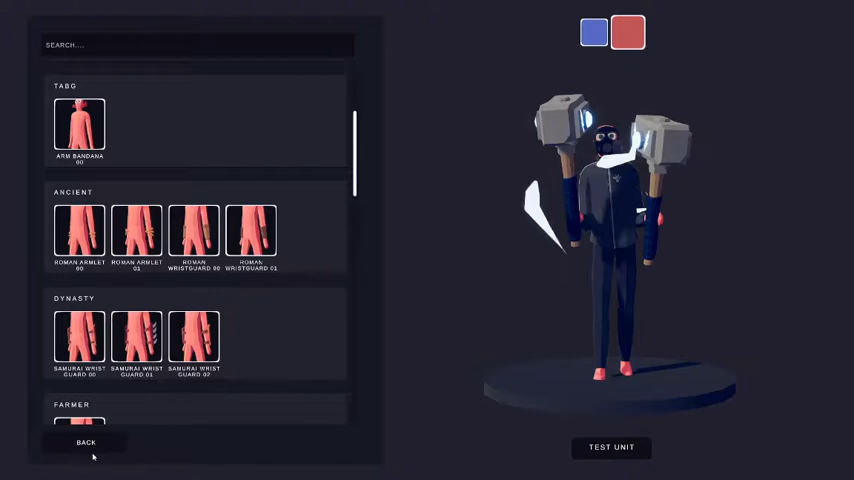 SEARCH....
TABG
ARM BANDANA
00
ANCIENT
ROMAN ARMLET
00
ROMAN ARMLET
01
ROMAN
WRISTGUARD 00
ROMAN
WRISTGUARD 01
DYNASTY
SAMURAI WRIST
GUARD 00
SAMURAI WRIST
GUARD 01
SAMURAI WRIST
GUARD 02
FARMER
BACK
TEST UNIT